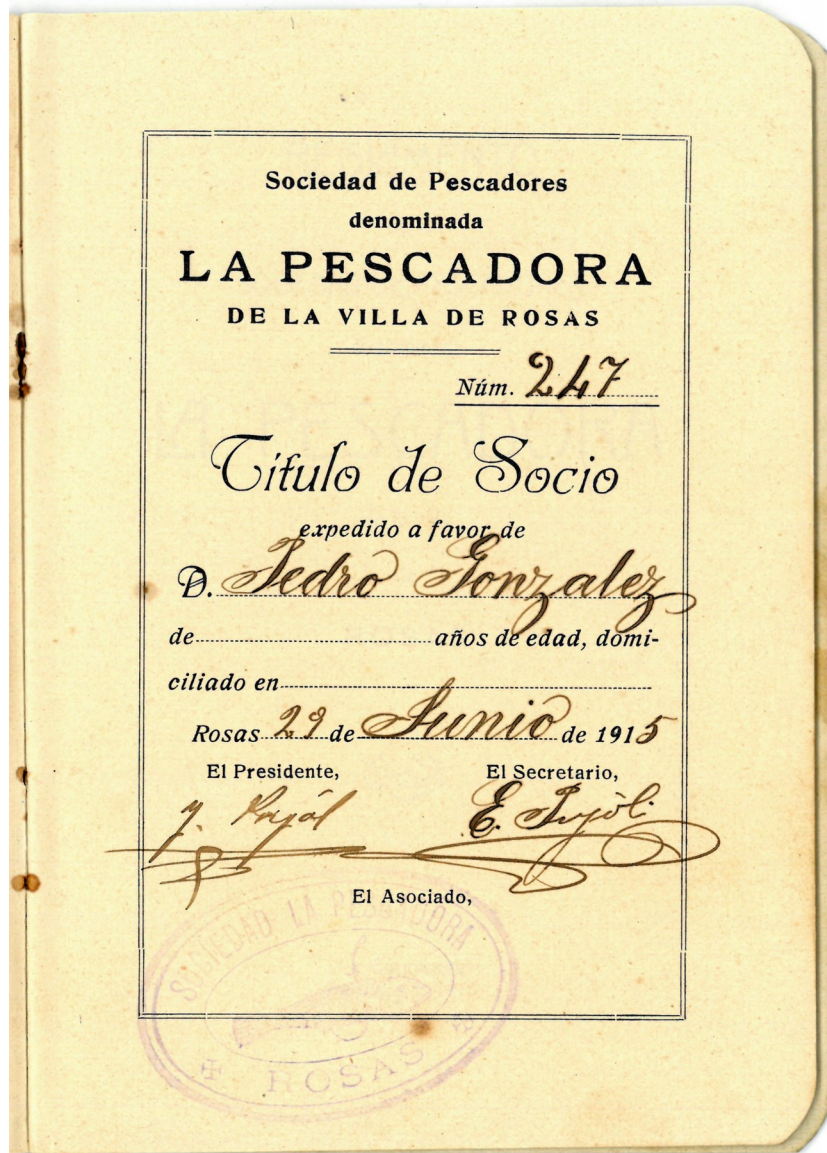 Sociedad de Pescadores
denominada
LA PESCADORA
DE LA VILLA DE ROSAS
Núm. 247
Título de Socio
expedido a favor de
D. Pedro Gonzalez
de años de edad, domi-
ciliado en
Rosas 29 de Junio de 1915
El Presidente, El Secretario,
E. Pujól
El Asociado,
SOCIEDAD LA PESCADORA
ROSAS